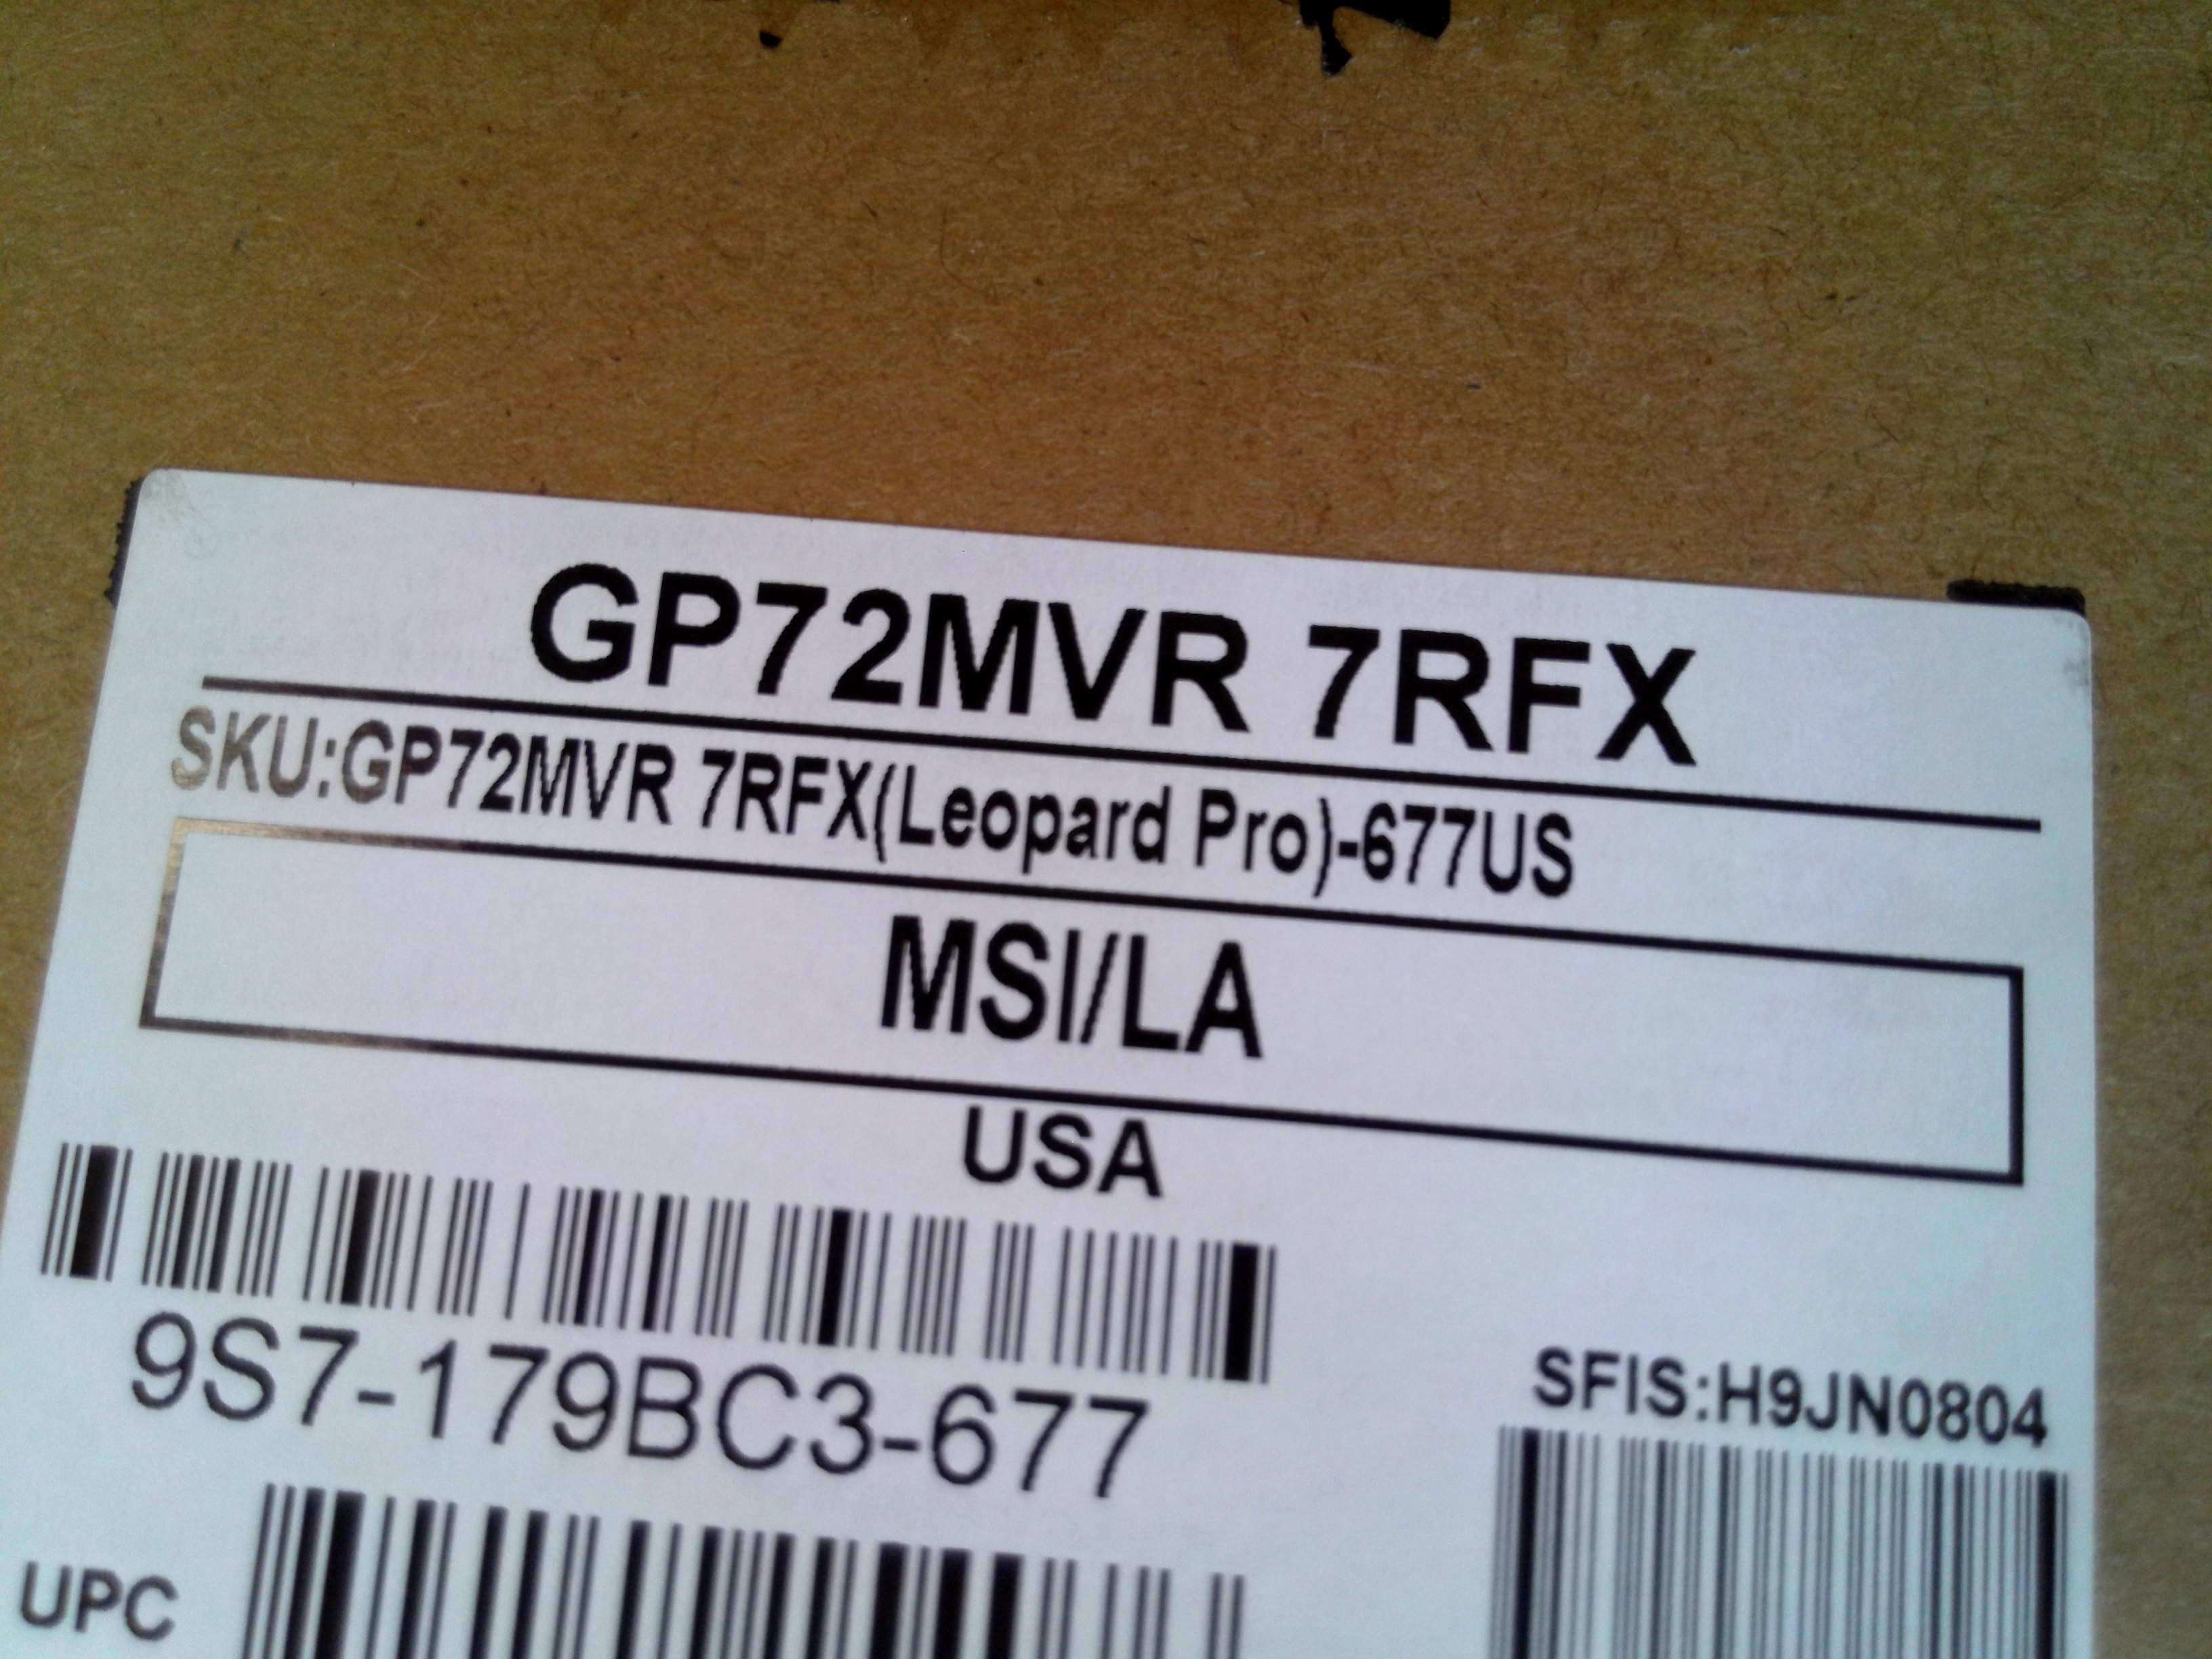 GP72MVR 7RFX
SKU:GP72MVR 7RFX(Leopard Pro)-677US
MSI/LA
USA
9S7-179BC3-677
SFIS:H9JN0804
UPC